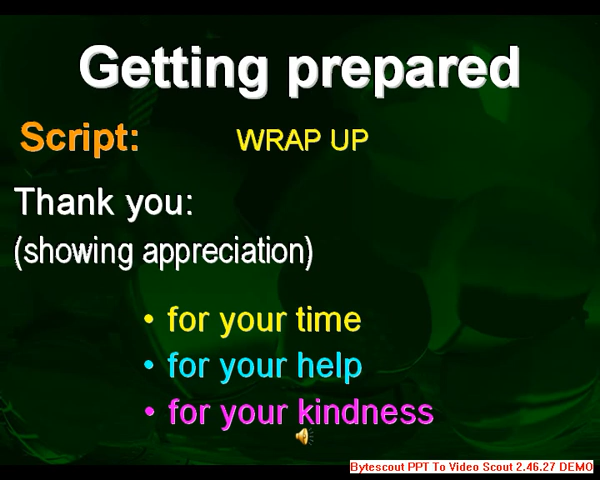 Getting prepared
Script: WRAP UP
Thank you:
(showing appreciation)
• for your time
• for your help
• for your kindness
Bytescout PPT To Video Scout 2.46.27 DEMO